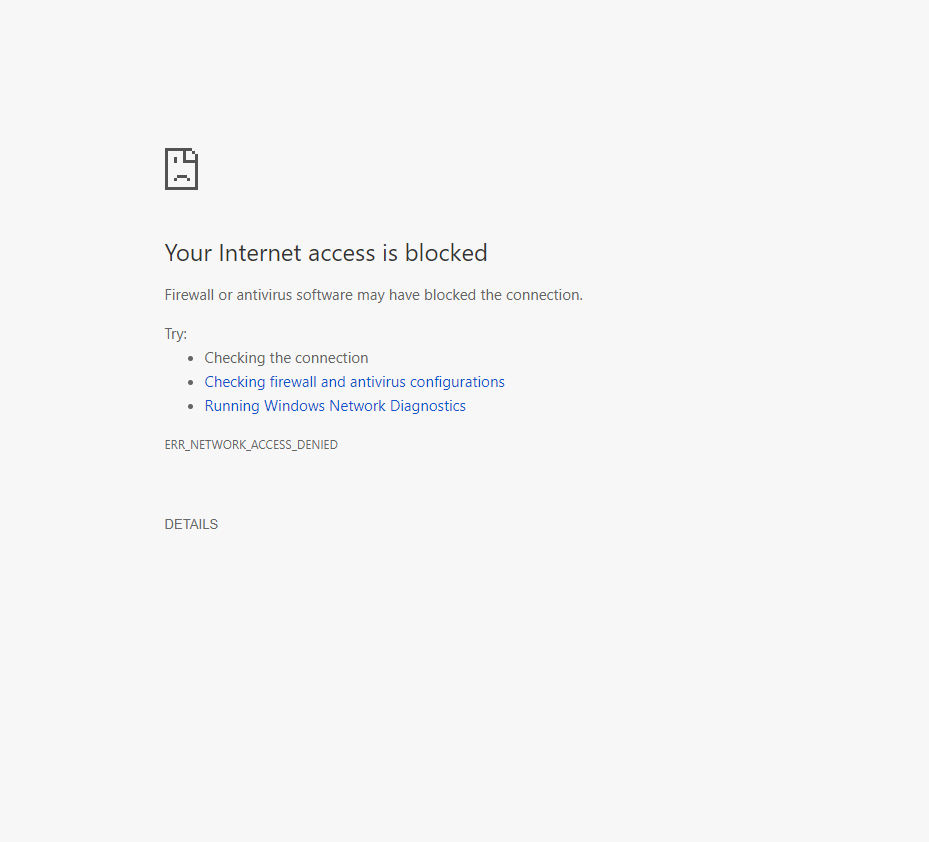 Your Internet access is blocked
Firewall or antivirus software may have blocked the connection.
Try:
Checking the connection
Checking firewall and antivirus configurations
Running Windows Network Diagnostics
ERR_NETWORK_ACCESS_DENIED
DETAILS